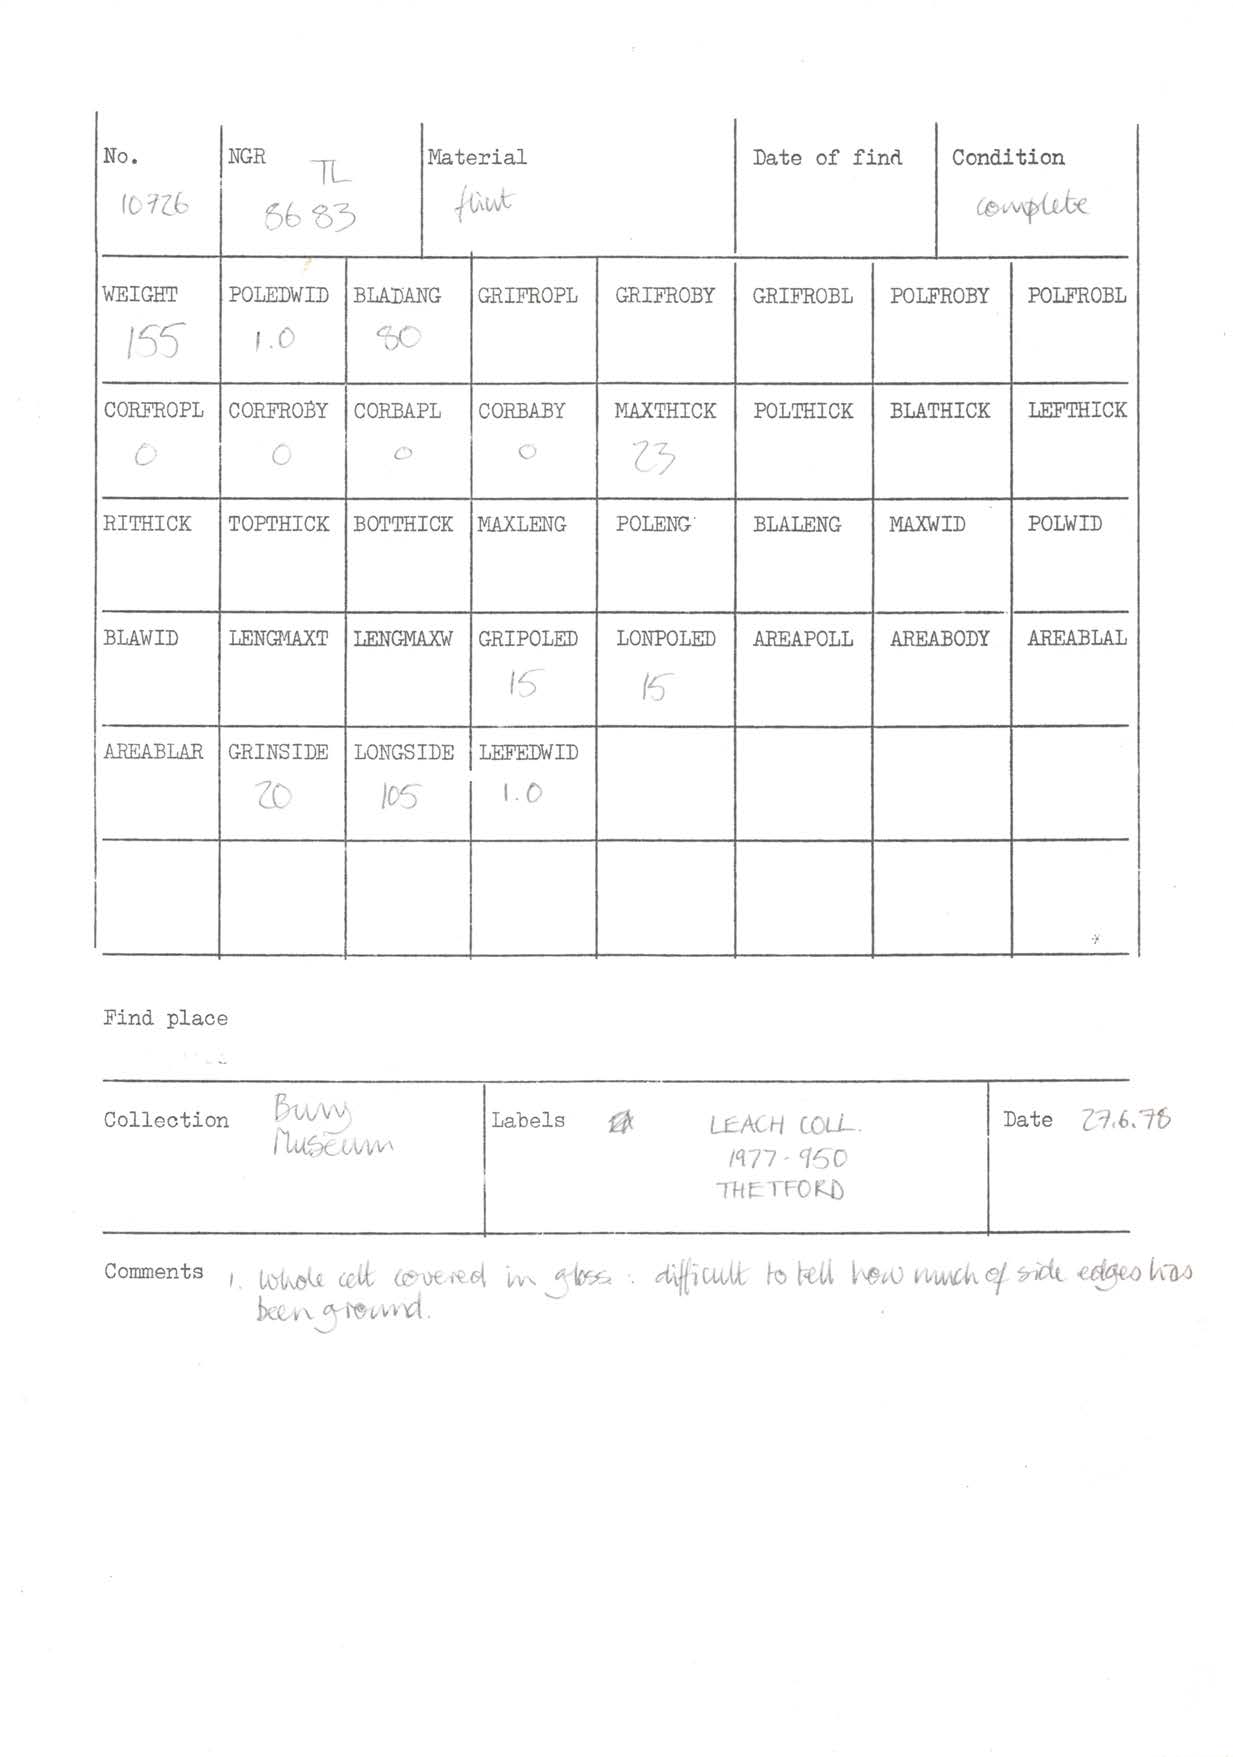 No. NGR Material Date of find Condition
TL
10726 8683 flint complete
WEIGHT POLEDWID BLADANG GRIFROPL GRIFROBY GRIFROBL POLFROBY POLFROBL
155 1.0 80
CORFROPL CORFROBY CORBAPL CORBABY MAXTHICK POLTHICK BLATHICK LEFTHICK
0 0 0 0 23
RITHICK TOPTHICK BOTTHICK MAXLENG POLENG BLALENG MAXWID POLWID
BLAWID LENGMAXT LENGMAXW GRIPOLED LONPOLED AREAPOLL AREABODY AREABLAL
15 15
AREABLAR GRINSIDE LONGSIDE LEFEDWID
20 105 1.0
Find place
Collection Bury Labels LEACH COLL. Date 27.6.78
Museum 1977-950
THETFORD
Comments 1. Whole celt covered in gloss : difficult to tell how much of side edges has
been ground.